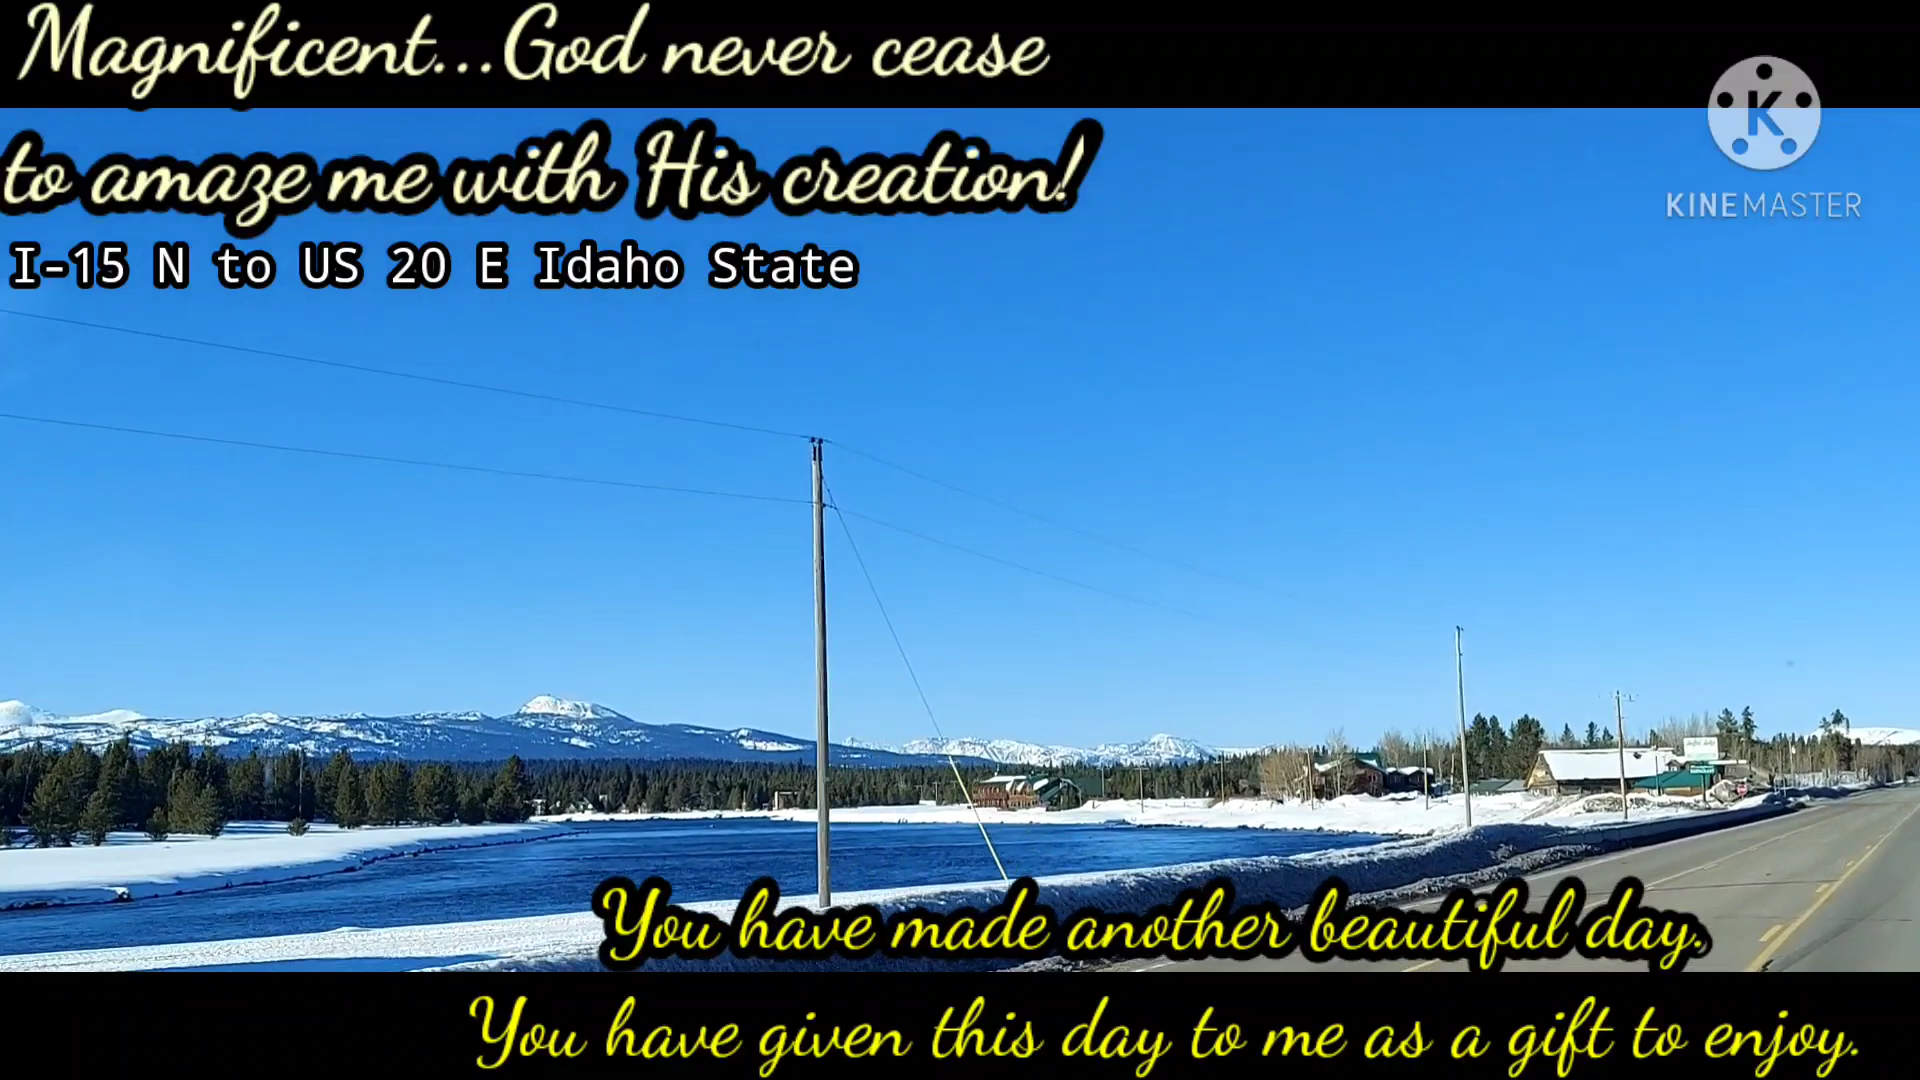 Magnificent...God never cease
to amaze me with His creation!
I-15 N to US 20 E Idaho State
K
KINEMASTER
You have made another beautiful day.
You have given this day to me as a gift to enjoy.